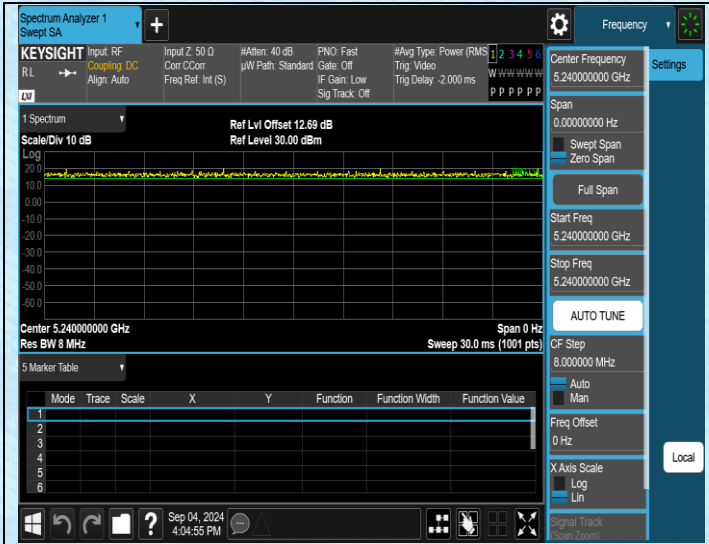 Spectrum Analyzer 1
Swept SA
+
Frequency
KEYSIGHT
RL
LXI
Input: RF
Coupling: DC
Align: Auto
Input Z: 50 Ω
Corr CCorr
Freq Ref: Int (S)
#Atten: 40 dB
µW Path: Standard
PNO: Fast
Gate: Off
IF Gain: Low
Sig Track: Off
#Avg Type: Power (RMS
Trig: Video
Trig Delay: -2.000 ms
1 2 3 4 5 6
W W W W W W
P P P P P P
Center Frequency
5.240000000 GHz
Settings
Span
0.00000000 Hz
Swept Span
Zero Span
Full Span
Start Freq
5.240000000 GHz
Stop Freq
5.240000000 GHz
AUTO TUNE
CF Step
8.000000 MHz
Auto
Man
Freq Offset
0 Hz
X Axis Scale
Log
Lin
Signal Track
(Span Zoom)
Local
1 Spectrum
Scale/Div 10 dB
Ref Lvl Offset 12.69 dB
Ref Level 30.00 dBm
Log
20.0
10.0
0.00
-10.0
-20.0
-30.0
-40.0
-50.0
-60.0
Center 5.240000000 GHz
Span 0 Hz
Res BW 8 MHz
Sweep 30.0 ms (1001 pts)
5 Marker Table
Mode Trace Scale X Y Function Function Width Function Value
1
2
3
4
5
6
?
Sep 04, 2024
4:04:55 PM